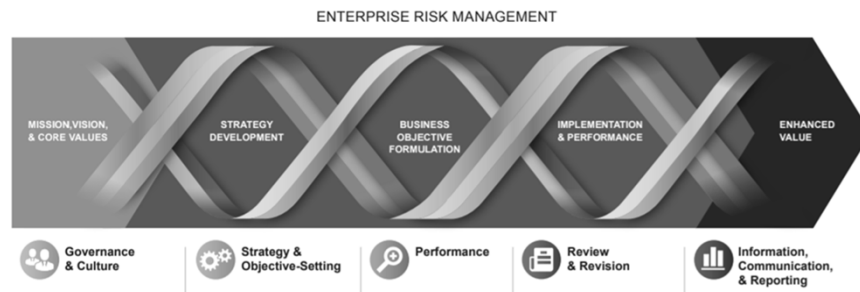 ENTERPRISE RISK MANAGEMENT
MISSION,VISION,
& CORE VALUES
STRATEGY
DEVELOPMENT
BUSINESS
OBJECTIVE
FORMULATION
IMPLEMENTATION
& PERFORMANCE
ENHANCED
VALUE
Governance
& Culture
Strategy &
Objective-Setting
Performance
Review
& Revision
Information,
Communication,
& Reporting